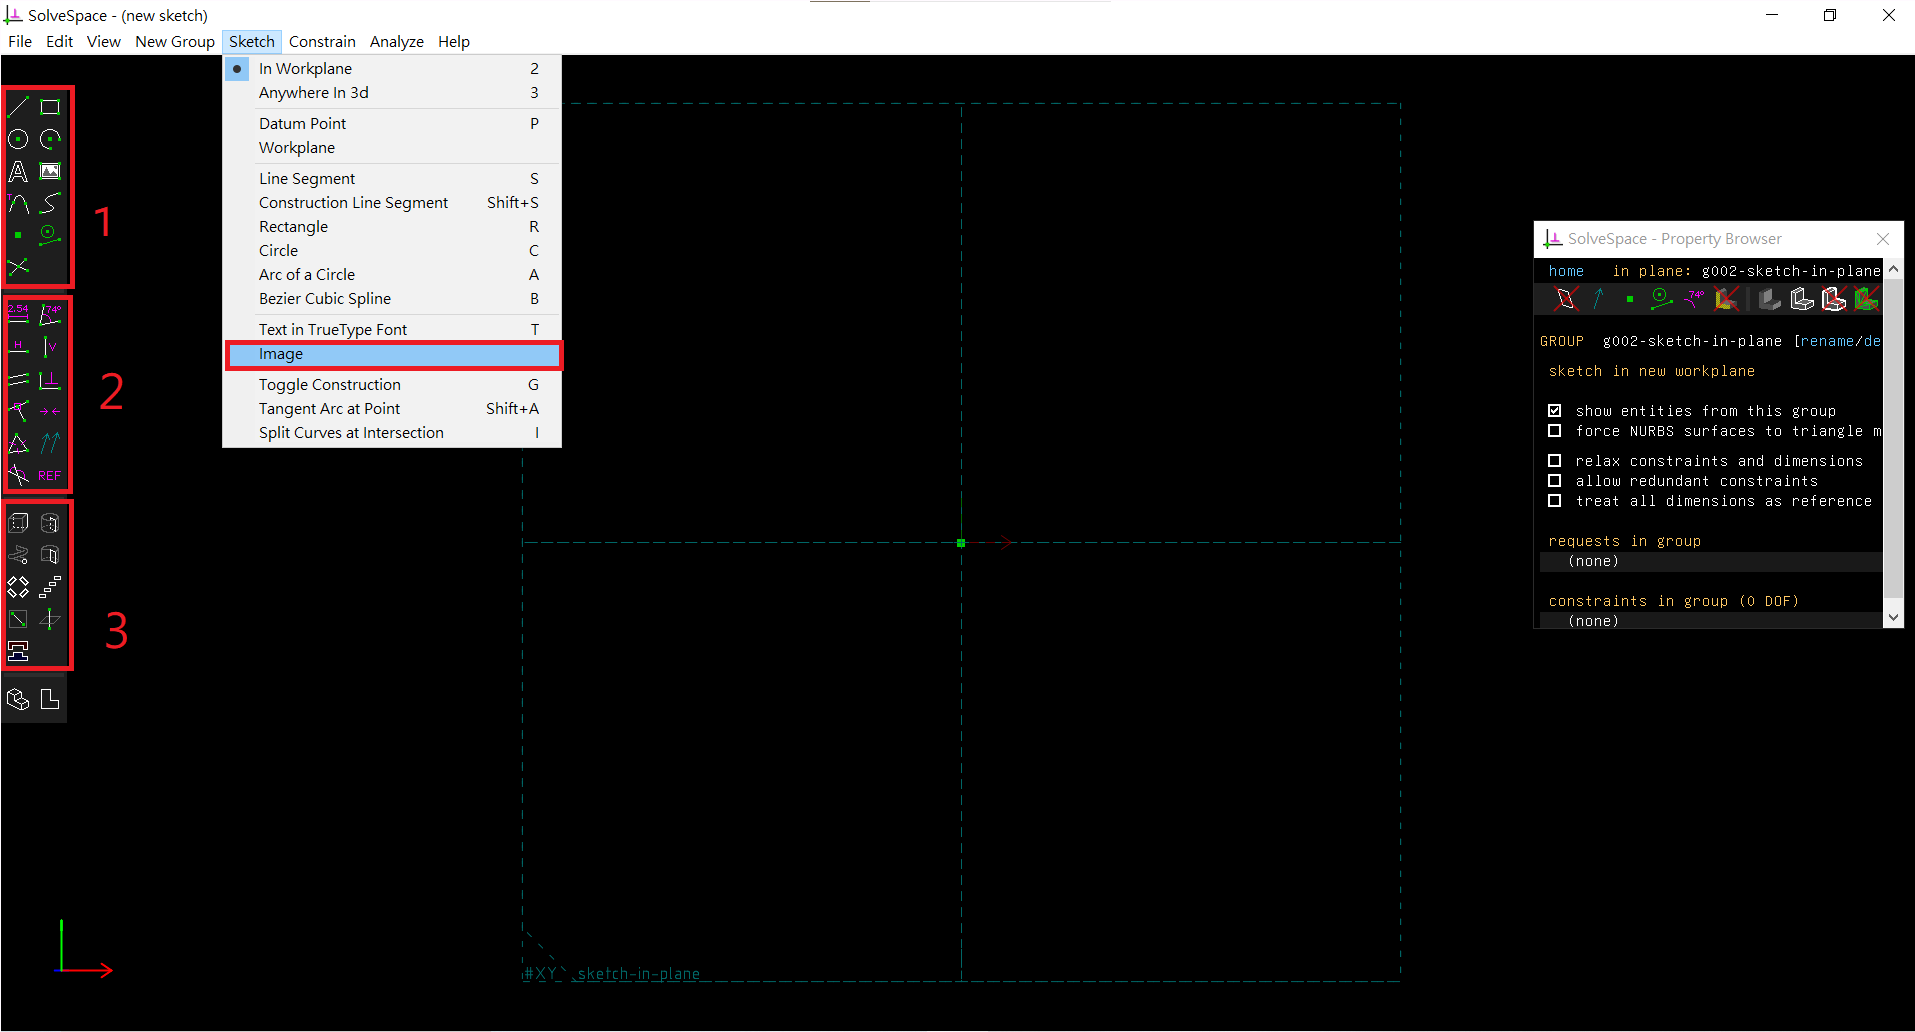 SolveSpace - (new sketch)
File Edit View New Group Sketch Constrain Analyze Help
In Workplane 2
Anywhere In 3d 3
Datum Point P
Workplane
Line Segment S
Construction Line Segment Shift+S
Rectangle R
Circle C
Arc of a Circle A
Bezier Cubic Spline B
Text in TrueType Font T
Image
Toggle Construction G
Tangent Arc at Point Shift+A
Split Curves at Intersection I
A
T
1
2.54 74°
H V
REF
2
3
#XY sketch-in-plane
SolveSpace - Property Browser
home in plane: g002-sketch-in-plane
74°
GROUP g002-sketch-in-plane [rename/de
sketch in new workplane
show entities from this group
force NURBS surfaces to triangle m
relax constraints and dimensions
allow redundant constraints
treat all dimensions as reference
requests in group
(none)
constraints in group (0 DOF)
(none)